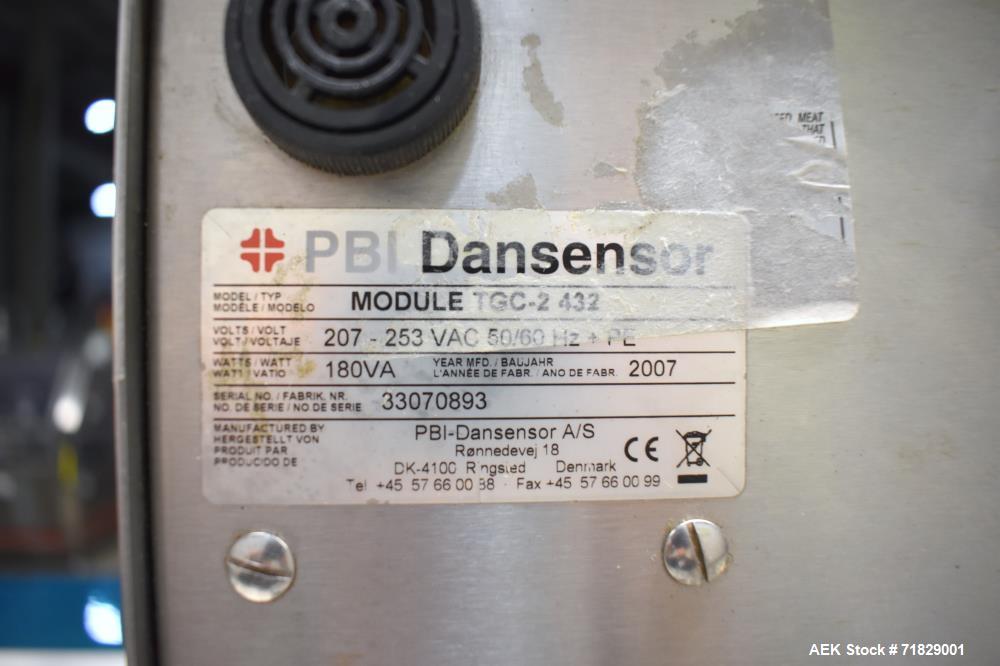 MEAT
THAT
PBI Dansensor
MODEL / TYP
MODÈLE / MODELO
MODULE TGC-2 432
VOLTS / VOLT
VOLT / VOLTAJE
207 - 253 VAC 50/60 Hz + PE
WATTS / WATT
WATT / VATIO
180VA
YEAR MFD. / BAUJAHR
L'ANNÉE DE FABR. / ANO DE FABR.
2007
SERIAL NO. / FABRIK. NR.
NO. DE SERIE / NO DE SERIE
33070893
MANUFACTURED BY
HERGESTELLT VON
PRODUIT PAR
PRODUCIDO DE
PBI-Dansensor A/S
Rønnedevej 18
DK-4100 Ringsted Denmark
Tel +45 57 66 00 88 · Fax +45 57 66 00 99
CE
AEK Stock # 71829001